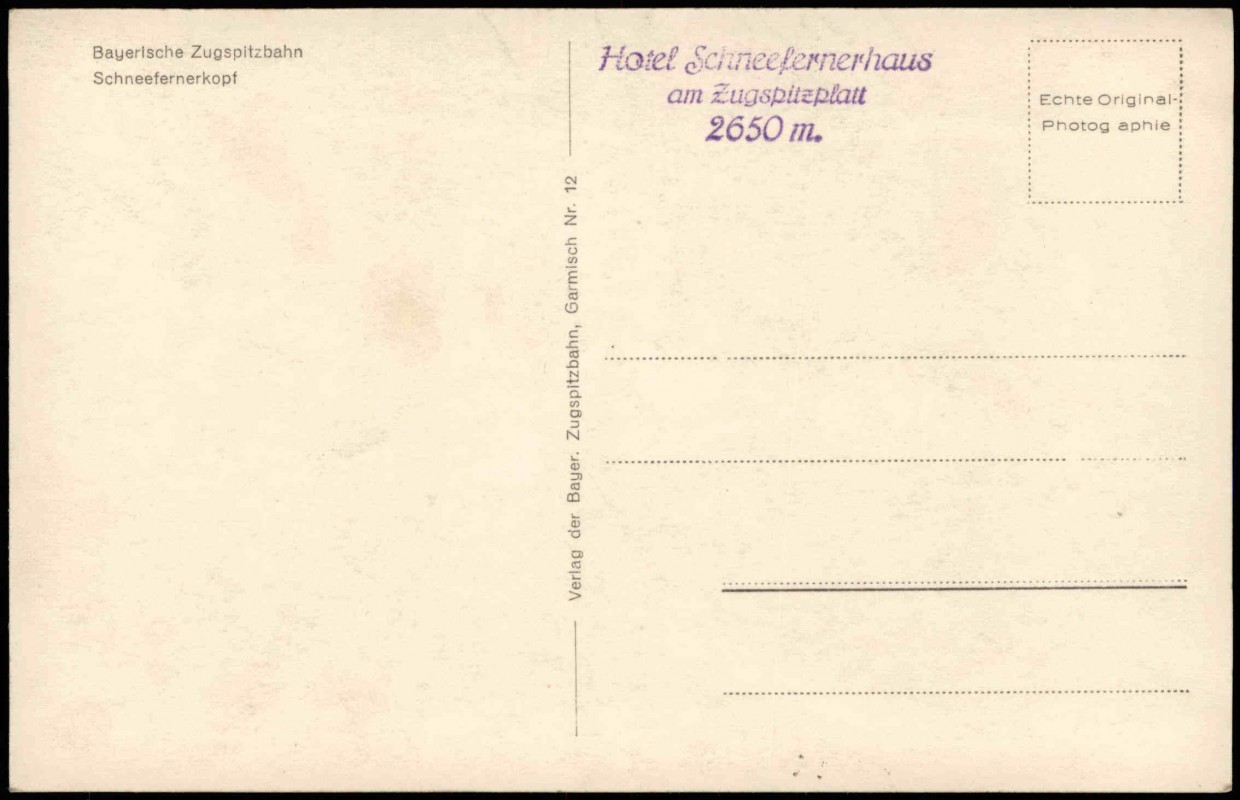 Bayerische Zugspitzbahn
Schneefernerkopf
Verlag der Bayer. Zugspitzbahn, Garmisch Nr. 12
Hotel Schneefernerhaus
am Zugspitzplatt
2650 m.
Echte Original-
Photog aphie